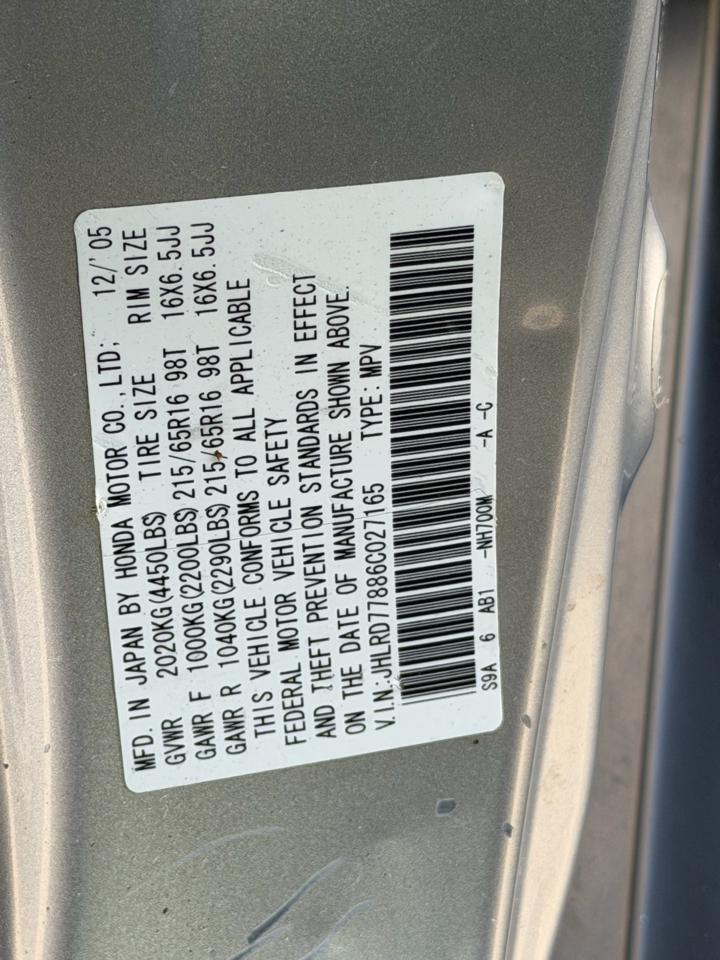 MFD. IN JAPAN BY HONDA MOTOR CO.,LTD; 12/'05
GVWR 2020KG(4450LBS) TIRE SIZE RIM SIZE
GAWR F 1000KG(2200LBS) 215/65R16 98T 16X6.5JJ
GAWR R 1040KG(2290LBS) 215/65R16 98T 16X6.5JJ
THIS VEHICLE CONFORMS TO ALL APPLICABLE
FEDERAL MOTOR VEHICLE SAFETY
AND THEFT PREVENTION STANDARDS IN EFFECT
ON THE DATE OF MANUFACTURE SHOWN ABOVE.
V.I.N.:JHLRD77886C027165 TYPE: MPV
S9A 6 AB1 -NH700M -A -C